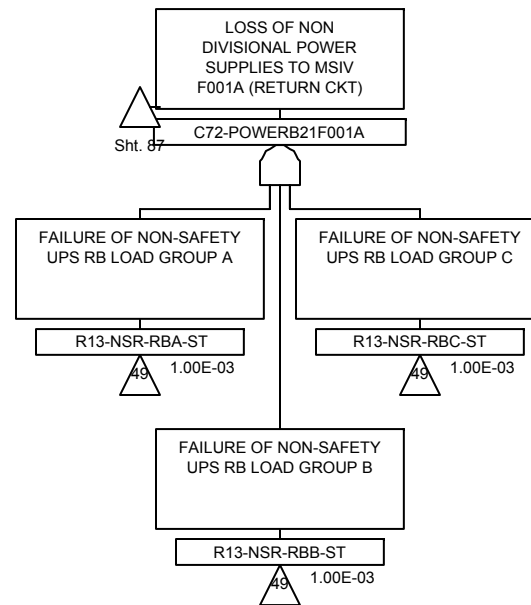 LOSS OF NON
DIVISIONAL POWER
SUPPLIES TO MSIV
F001A (RETURN CKT)
Sht. 87
C72-POWERB21F001A
FAILURE OF NON-SAFETY
UPS RB LOAD GROUP A
R13-NSR-RBA-ST
49
1.00E-03
FAILURE OF NON-SAFETY
UPS RB LOAD GROUP C
R13-NSR-RBC-ST
49
1.00E-03
FAILURE OF NON-SAFETY
UPS RB LOAD GROUP B
R13-NSR-RBB-ST
49
1.00E-03